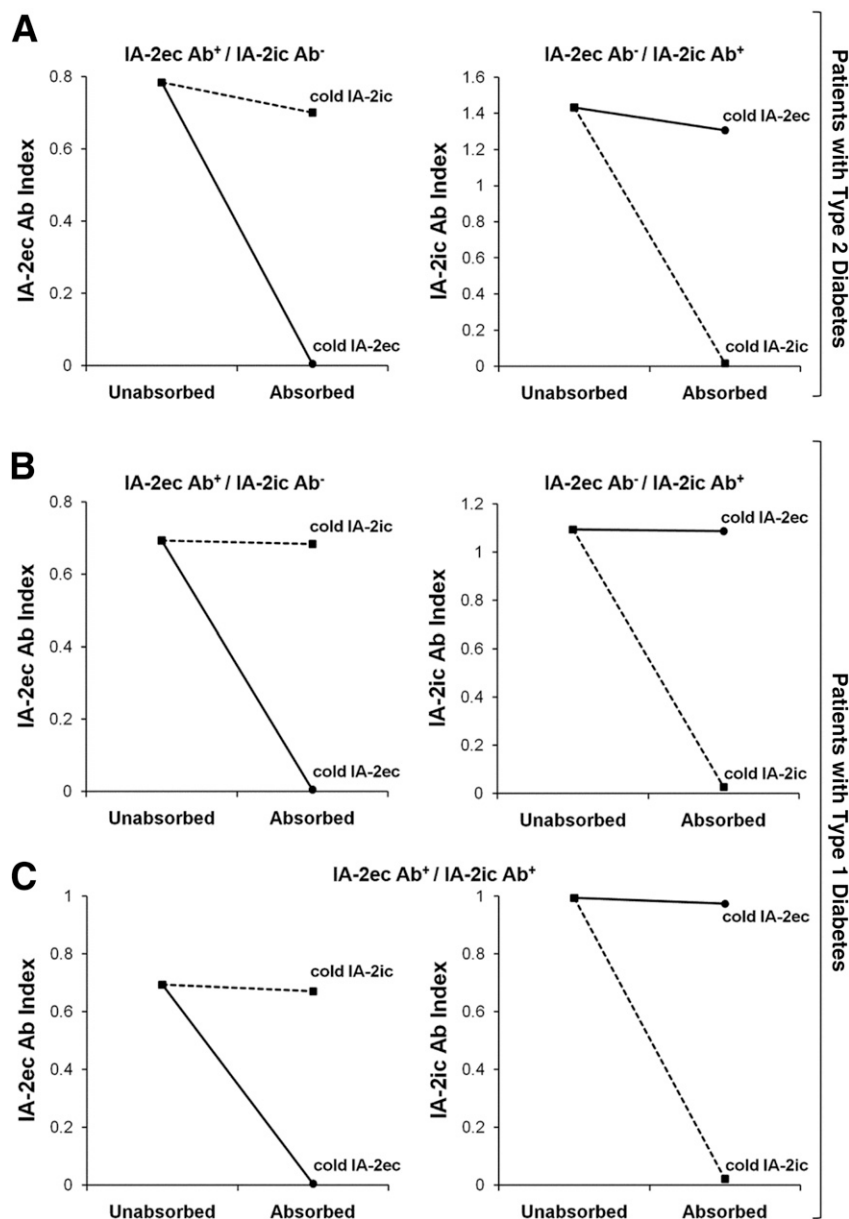 A
IA-2ec Ab⁺ / IA-2ic Ab⁻
IA-2ec Ab Index
0.8
0.6
0.4
0.2
0
cold IA-2ic
cold IA-2ec
Unabsorbed
Absorbed
IA-2ec Ab⁻ / IA-2ic Ab⁺
IA-2ic Ab Index
1.6
1.4
1.2
1
0.8
0.6
0.4
0.2
0
cold IA-2ec
cold IA-2ic
Unabsorbed
Absorbed
Patients with Type 2 Diabetes
B
IA-2ec Ab⁺ / IA-2ic Ab⁻
IA-2ec Ab Index
0.8
0.6
0.4
0.2
0
cold IA-2ic
cold IA-2ec
Unabsorbed
Absorbed
IA-2ec Ab⁻ / IA-2ic Ab⁺
IA-2ic Ab Index
1.2
1
0.8
0.6
0.4
0.2
0
cold IA-2ec
cold IA-2ic
Unabsorbed
Absorbed
Patients with Type 1 Diabetes
C
IA-2ec Ab⁺ / IA-2ic Ab⁺
IA-2ec Ab Index
1
0.8
0.6
0.4
0.2
0
cold IA-2ic
cold IA-2ec
Unabsorbed
Absorbed
IA-2ic Ab Index
1
0.8
0.6
0.4
0.2
0
cold IA-2ec
cold IA-2ic
Unabsorbed
Absorbed